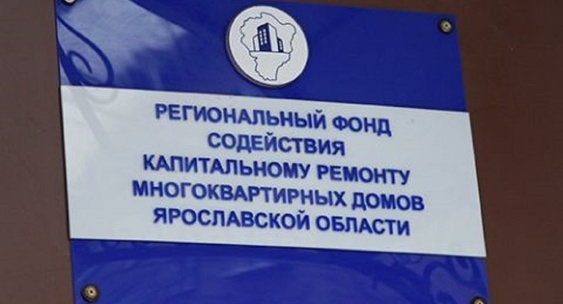 РЕГИОНАЛЬНЫЙ ФОНД
СОДЕЙСТВИЯ
КАПИТАЛЬНОМУ РЕМОНТУ
МНОГОКВАРТИРНЫХ ДОМОВ
ЯРОСЛАВСКОЙ ОБЛАСТИ